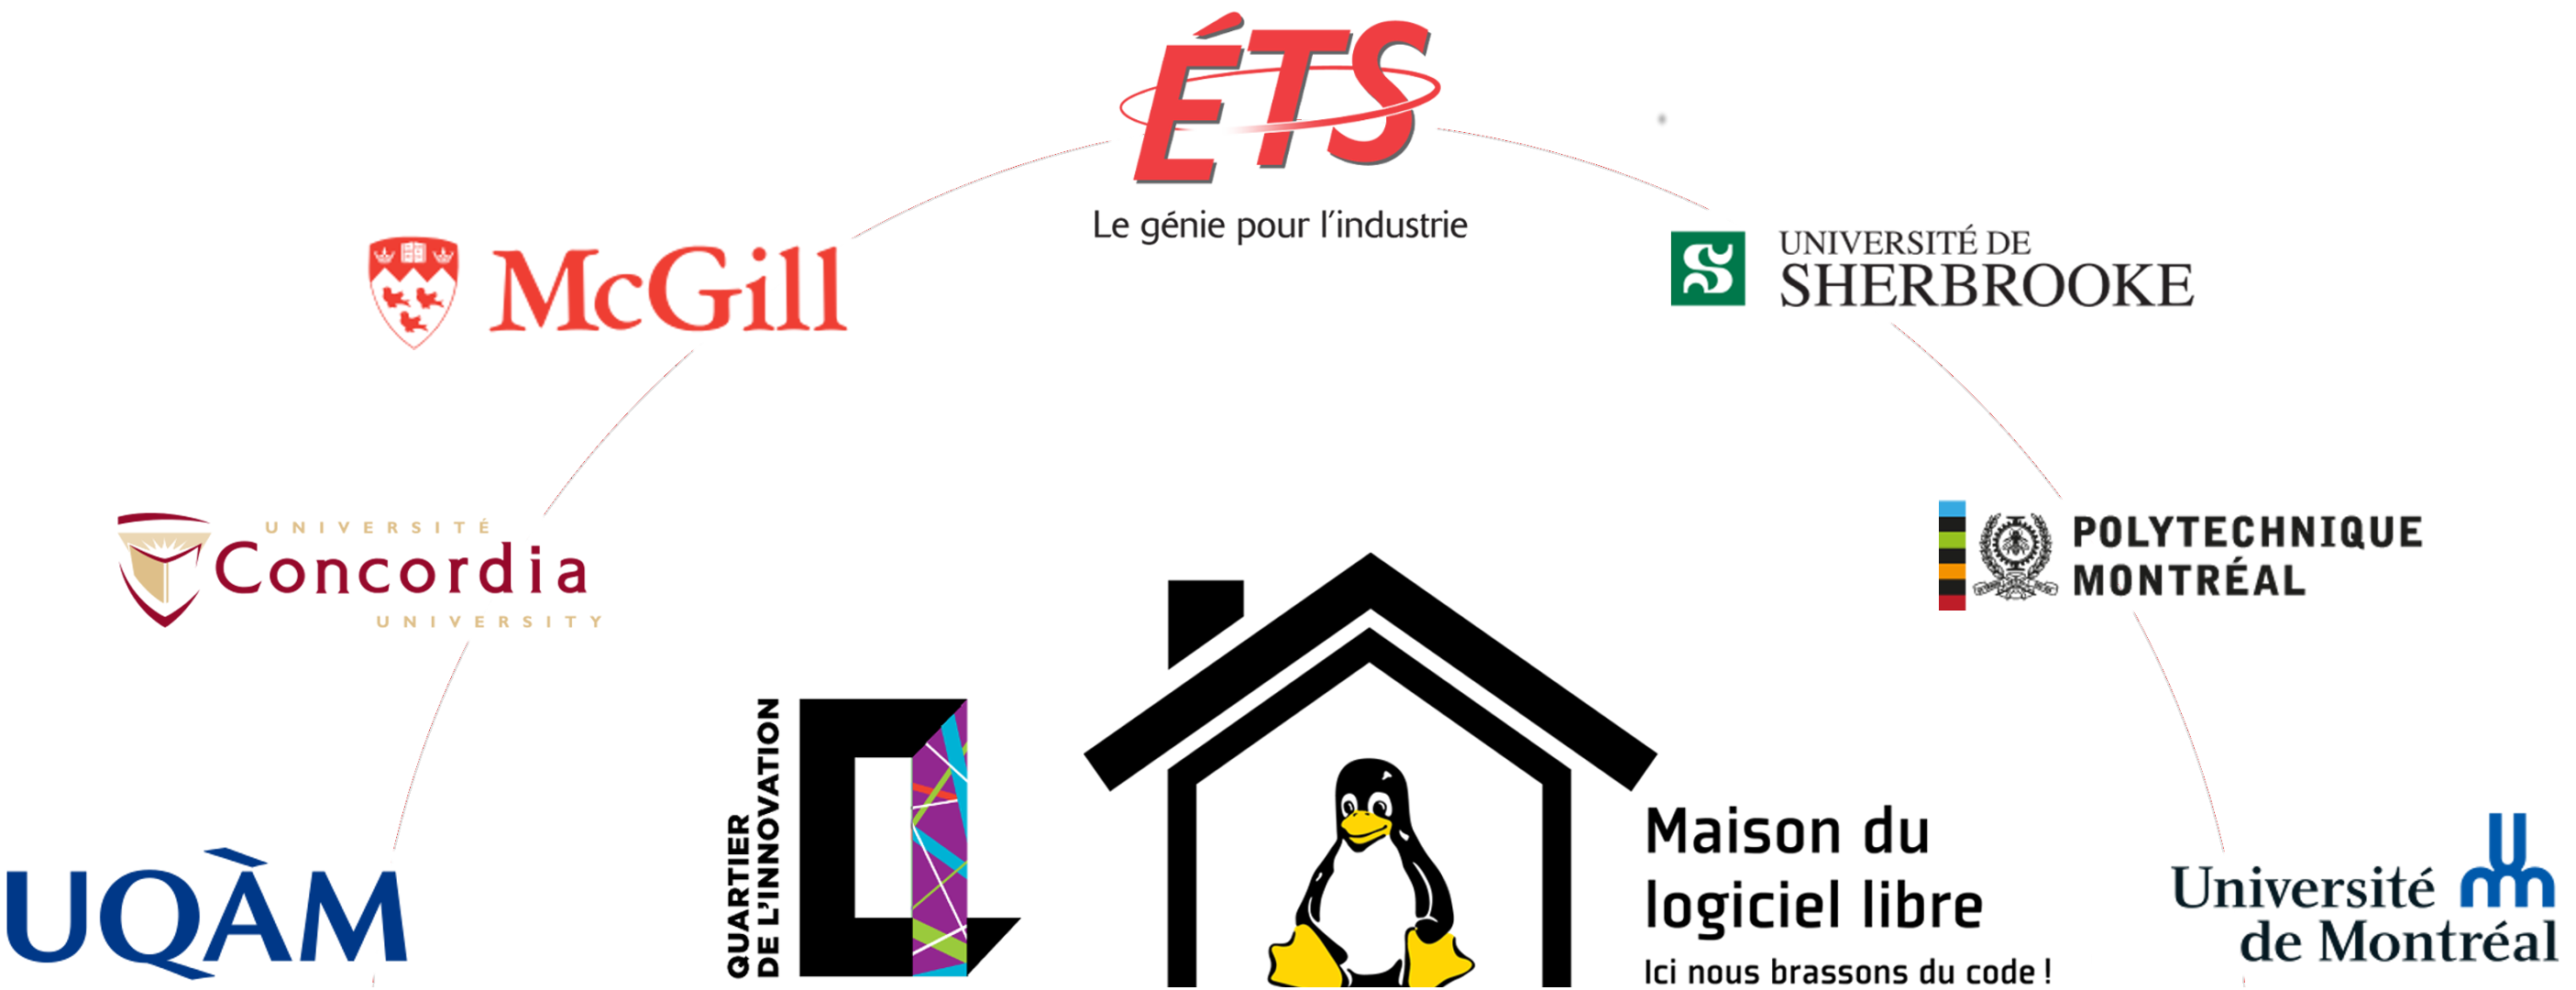 ÉTS
Le génie pour l'industrie
McGill
UNIVERSITÉ DE
SHERBROOKE
UNIVERSITÉ
Concordia
UNIVERSITY
POLYTECHNIQUE
MONTRÉAL
QUARTIER
DE L'INNOVATION
Maison du
logiciel libre
Ici nous brassons du code !
UQÀM
Université
de Montréal